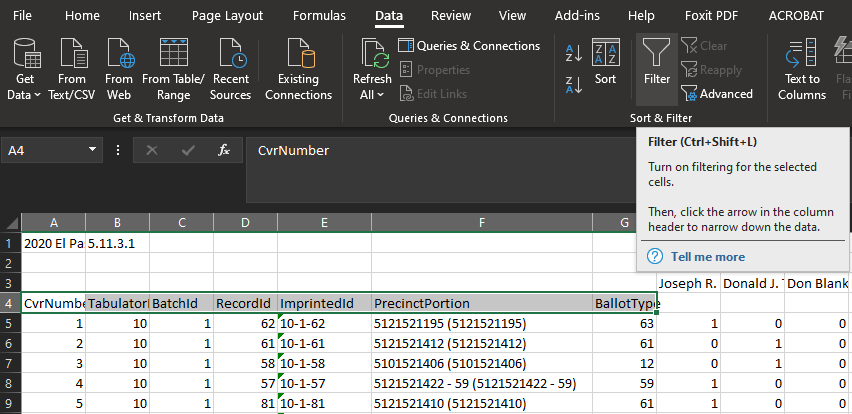 File Home Insert Page Layout Formulas Data Review View Add-ins Help Foxit PDF ACROBAT
Get Data From Text/CSV From Web From Table/ Range Recent Sources Existing Connections
Get & Transform Data
Refresh All Queries & Connections Properties Edit Links
Queries & Connections
Sort Filter Clear Reapply Advanced
Sort & Filter
Text to Columns Fla Fi
A4 fx CvrNumber
Filter (Ctrl+Shift+L)
Turn on filtering for the selected
cells.
Then, click the arrow in the column
header to narrow down the data.
Tell me more
A B C D E F G
1 2020 El Pa 5.11.3.1
2
3 Joseph R. Donald J. T Don Blank
4 CvrNumbe Tabulator BatchId RecordId ImprintedId PrecinctPortion BallotType
5 1 10 1 62 10-1-62 5121521195 (5121521195) 63 1 0 0
6 2 10 1 61 10-1-61 5121521412 (5121521412) 61 0 1 0
7 3 10 1 58 10-1-58 5101521406 (5101521406) 12 0 1 0
8 4 10 1 57 10-1-57 5121521422 - 59 (5121521422 - 59) 59 1 0 0
9 5 10 1 81 10-1-81 5121521410 (5121521410) 61 1 0 0